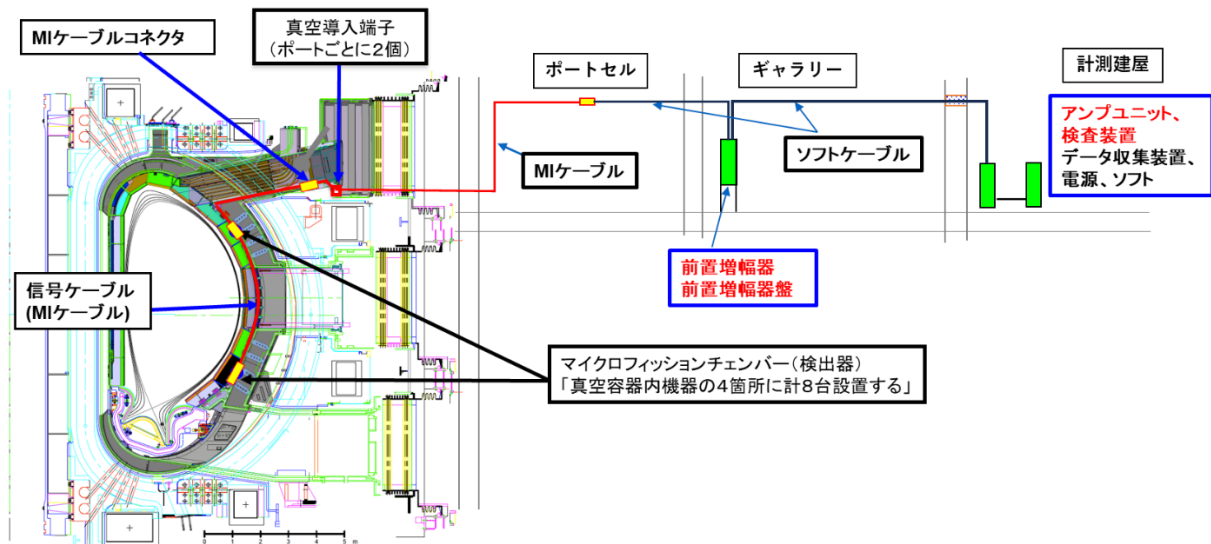 MIケーブルコネクタ
真空導入端子
(ポートごとに2個)
ポートセル
ギャラリー
計測建屋
アンプユニット、
検査装置
データ収集装置、
電源、ソフト
MIケーブル
ソフトケーブル
前置増幅器
前置増幅器盤
信号ケーブル
(MIケーブル)
マイクロフィッションチェンバー(検出器)
「真空容器内機器の4箇所に計8台設置する」
0 1 2 3 4 5 m